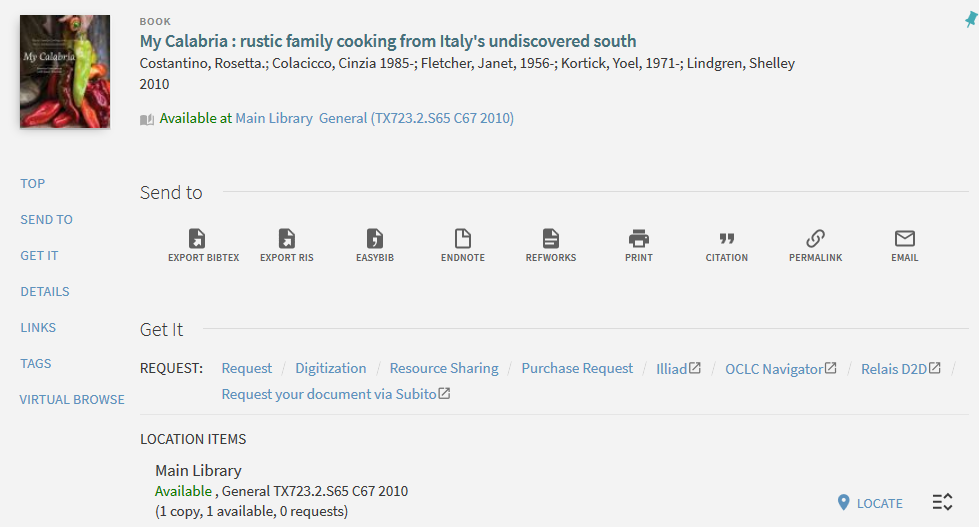 BOOK
My Calabria : rustic family cooking from Italy's undiscovered south
Costantino, Rosetta.; Colacicco, Cinzia 1985-; Fletcher, Janet, 1956-; Kortick, Yoel, 1971-; Lindgren, Shelley
2010
Available at Main Library General (TX723.2.S65 C67 2010)
My Calabria
TOP
SEND TO
GET IT
DETAILS
LINKS
TAGS
VIRTUAL BROWSE
Send to
EXPORT BIBTEX
EXPORT RIS
EASYBIB
ENDNOTE
REFWORKS
PRINT
CITATION
PERMALINK
EMAIL
Get It
REQUEST: Request / Digitization / Resource Sharing / Purchase Request / Illiad / OCLC Navigator / Relais D2D /
Request your document via Subito
LOCATION ITEMS
Main Library
Available , General TX723.2.S65 C67 2010
(1 copy, 1 available, 0 requests)
LOCATE